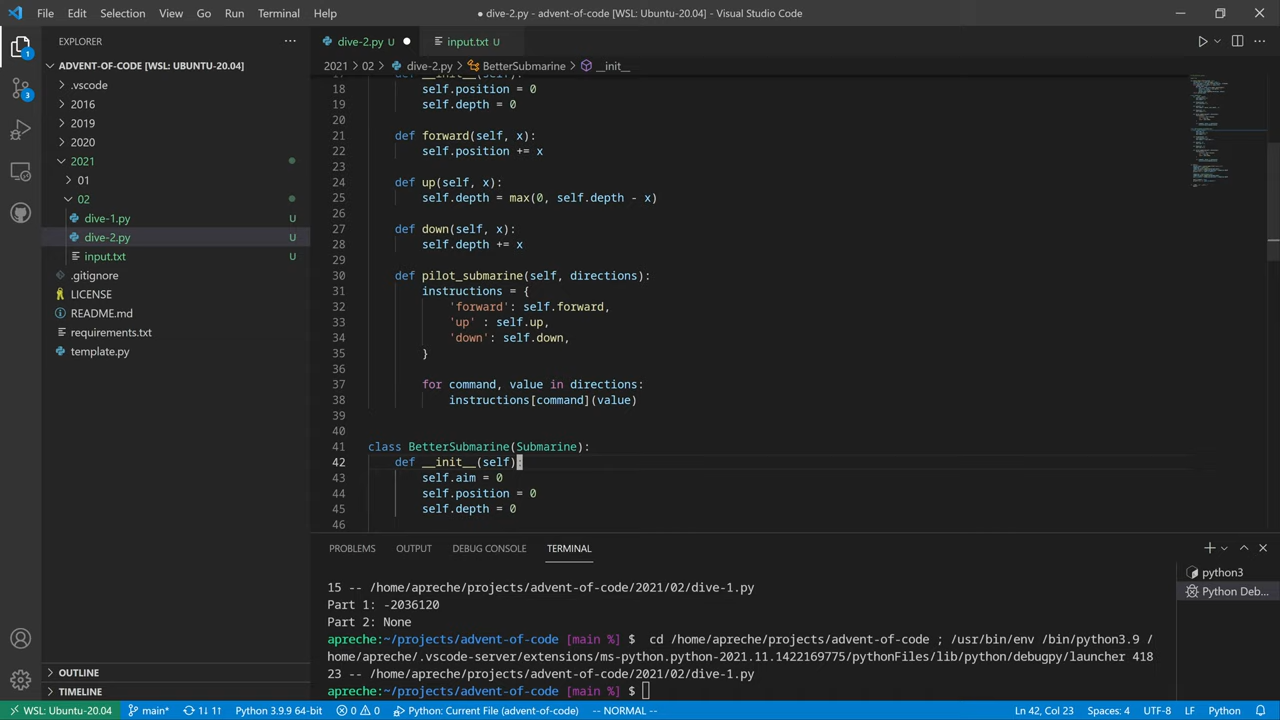 File Edit Selection View Go Run Terminal Help
● dive-2.py - advent-of-code [WSL: Ubuntu-20.04] - Visual Studio Code
EXPLORER
ADVENT-OF-CODE [WSL: UBUNTU-20.04]
.vscode
2016
2019
2020
2021
01
02
dive-1.py U
dive-2.py U
input.txt U
.gitignore
LICENSE
README.md
requirements.txt
template.py
OUTLINE
TIMELINE
1
3
dive-2.py U ●
input.txt U
2021 > 02 > dive-2.py > BetterSubmarine > __init__
17 def __init__(self):
18 self.position = 0
19 self.depth = 0
20
21 def forward(self, x):
22 self.position += x
23
24 def up(self, x):
25 self.depth = max(0, self.depth - x)
26
27 def down(self, x):
28 self.depth += x
29
30 def pilot_submarine(self, directions):
31 instructions = {
32 'forward': self.forward,
33 'up' : self.up,
34 'down': self.down,
35 }
36
37 for command, value in directions:
38 instructions[command](value)
39
40
41 class BetterSubmarine(Submarine):
42 def __init__(self):
43 self.aim = 0
44 self.position = 0
45 self.depth = 0
46
PROBLEMS OUTPUT DEBUG CONSOLE TERMINAL
15 -- /home/apreche/projects/advent-of-code/2021/02/dive-1.py
Part 1: -2036120
Part 2: None
apreche:~/projects/advent-of-code [main %] $ cd /home/apreche/projects/advent-of-code ; /usr/bin/env /bin/python3.9 /
home/apreche/.vscode-server/extensions/ms-python.python-2021.11.1422169775/pythonFiles/lib/python/debugpy/launcher 418
23 -- /home/apreche/projects/advent-of-code/2021/02/dive-1.py
apreche:~/projects/advent-of-code [main %] $
python3
Python Deb...
WSL: Ubuntu-20.04 main* 1↓ 1↑ Python 3.9.9 64-bit 0 0 Python: Current File (advent-of-code) -- NORMAL -- Ln 42, Col 23 Spaces: 4 UTF-8 LF Python